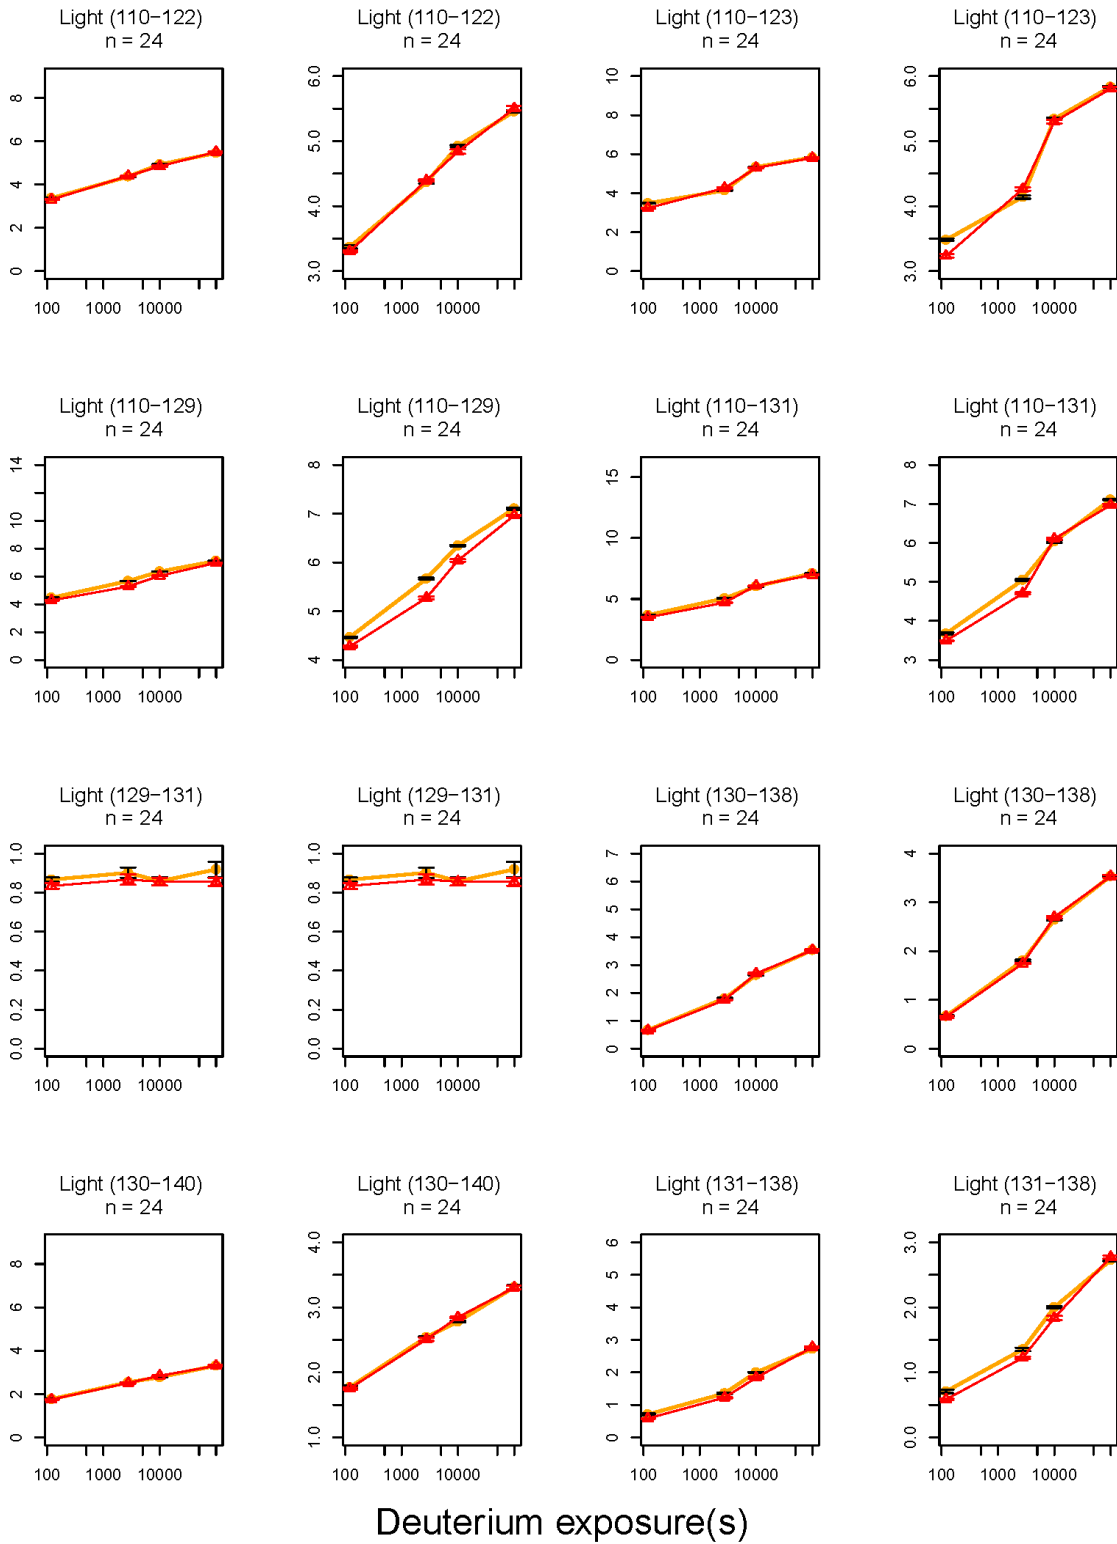 Light (110−122) Light (110−122) Light (110−123) Light (110−123)
n = 24 n = 24 n = 24 n = 24
0 2 4 6 8
3.0 4.0 5.0 6.0
0 2 4 6 8 10
3.0 4.0 5.0 6.0
100 1000 10000 100 1000 10000 100 1000 10000 100 1000 10000
Light (110−129) Light (110−129) Light (110−131) Light (110−131)
n = 24 n = 24 n = 24 n = 24
0 2 4 6 8 10 14
4 5 6 7 8
0 5 10 15
3 4 5 6 7 8
100 1000 10000 100 1000 10000 100 1000 10000 100 1000 10000
Light (129−131) Light (129−131) Light (130−138) Light (130−138)
n = 24 n = 24 n = 24 n = 24
0.0 0.2 0.4 0.6 0.8 1.0
0.0 0.2 0.4 0.6 0.8 1.0
0 1 2 3 4 5 6 7
0 1 2 3 4
100 1000 10000 100 1000 10000 100 1000 10000 100 1000 10000
Light (130−140) Light (130−140) Light (131−138) Light (131−138)
n = 24 n = 24 n = 24 n = 24
0 2 4 6 8
1.0 2.0 3.0 4.0
0 1 2 3 4 5 6
0.0 1.0 2.0 3.0
100 1000 10000 100 1000 10000 100 1000 10000 100 1000 10000
Deuterium exposure(s)